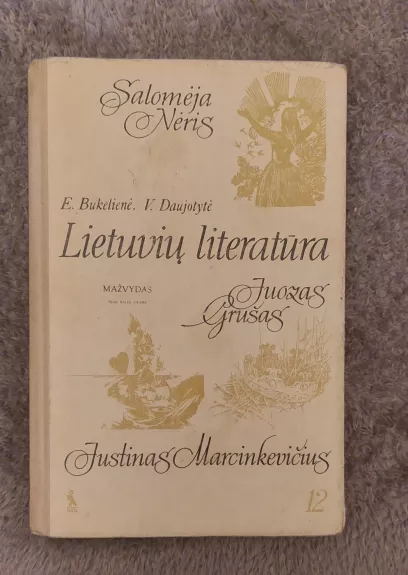 Salomėja
Nėris
E. Bukelienė. V. Daujotytė
Lietuvių literatūra
MAŽVYDAS
Juozas
Grušas
Justinas Marcinkevičius
12